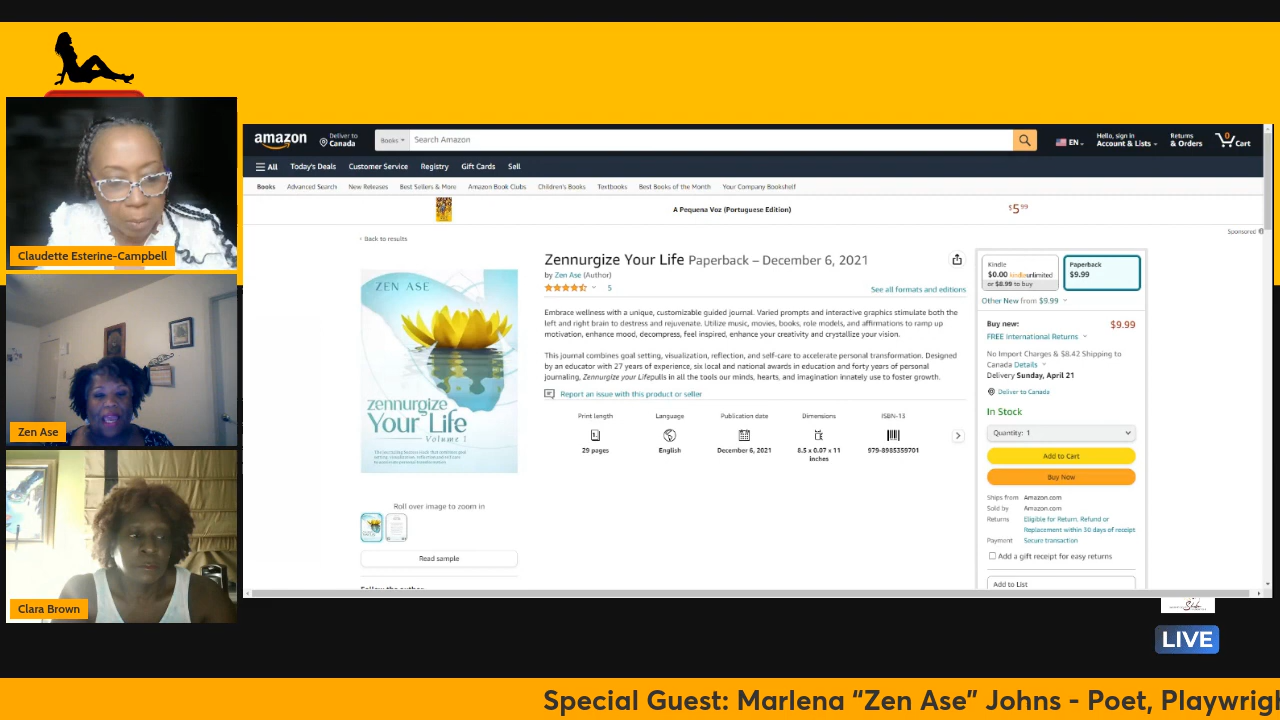 Claudette Esterine-Campbell
Zen Ase
Clara Brown
amazon
Deliver to
Canada
Books
Search Amazon
EN
Hello, sign in
Account & Lists
Returns
& Orders
0
Cart
All
Today's Deals
Customer Service
Registry
Gift Cards
Sell
Books
Advanced Search
New Releases
Best Sellers & More
Amazon Book Clubs
Children's Books
Textbooks
Best Books of the Month
Your Company Bookshelf
A Pequena Voz (Portuguese Edition)
$5 99
Sponsored
‹ Back to results
ZEN ASE
zennurgize
Your Life
Volume 1
Roll over image to zoom in
Read sample
Follow the author
Zennurgize Your Life Paperback – December 6, 2021
by Zen Ase (Author)
5
See all formats and editions
Embrace wellness with a unique, customizable guided journal. Varied prompts and interactive graphics stimulate both
the left and right brain to destress and rejuvenate. Utilize music, movies, books, role models, and affirmations to ramp up
motivation, enhance mood, decompress, feel inspired, enhance your creativity and crystallize your vision.
This journal combines goal setting, visualization, reflection, and self-care to accelerate personal transformation. Designed
by an educator with 27 years of experience, six local and national awards in education and forty years of personal
journaling, Zennurgize your Lifepulls in all the tools our minds, hearts, and imagination innately use to foster growth.
Report an issue with this product or seller
Print length
29 pages
Language
English
Publication date
December 6, 2021
Dimensions
8.5 x 0.07 x 11
inches
ISBN-13
979-8985359701
Kindle
$0.00 kindleunlimited
or $8.99 to buy
Paperback
$9.99
Other New from $9.99
Buy new:
$9.99
FREE International Returns
No Import Charges & $8.42 Shipping to
Canada Details
Delivery Sunday, April 21
Deliver to Canada
In Stock
Quantity: 1
Add to Cart
Buy Now
Ships from Amazon.com
Sold by Amazon.com
Returns Eligible for Return, Refund or
Replacement within 30 days of receipt
Payment Secure transaction
Add a gift receipt for easy returns
Add to List
LIVE
Special Guest: Marlena “Zen Ase” Johns - Poet, Playwrigh